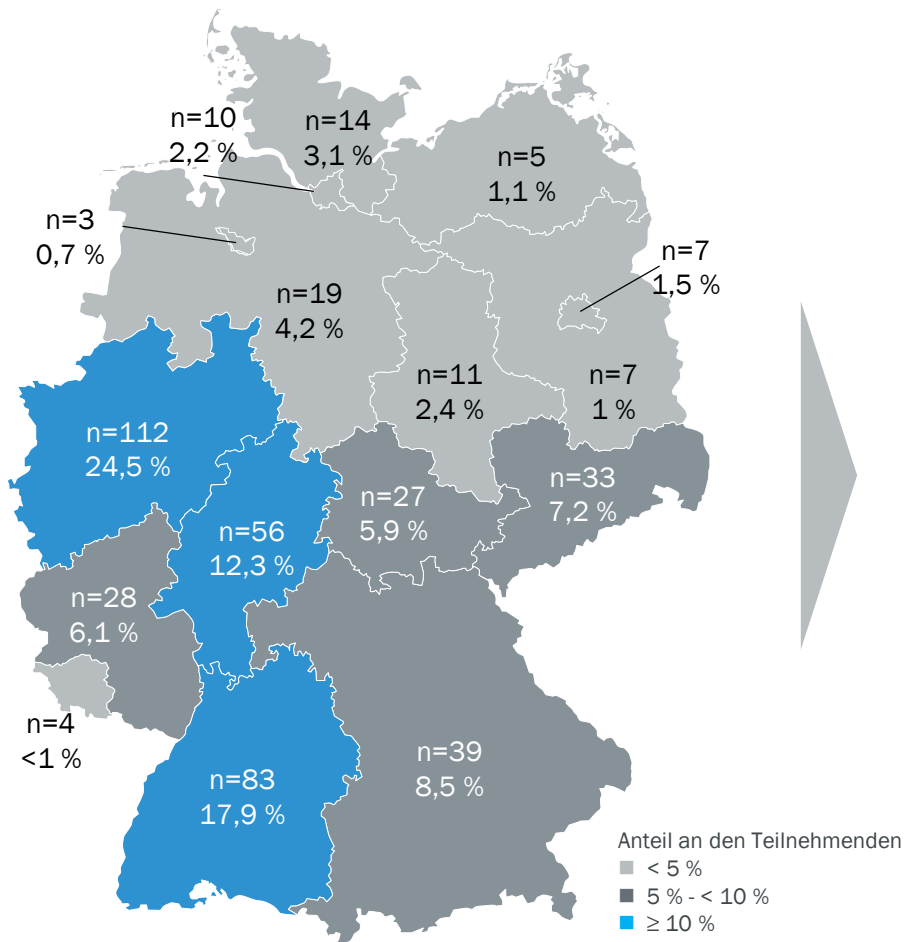 n=10
2,2 %
n=14
3,1 %
n=5
1,1 %
n=3
0,7 %
n=7
1,5 %
n=19
4,2 %
n=11
2,4 %
n=7
1 %
n=112
24,5 %
n=33
7,2 %
n=27
5,9 %
n=56
12,3 %
n=28
6,1 %
n=4
<1 %
n=39
8,5 %
n=83
17,9 %
Anteil an den Teilnehmenden
< 5 %
5 % - < 10 %
≥ 10 %